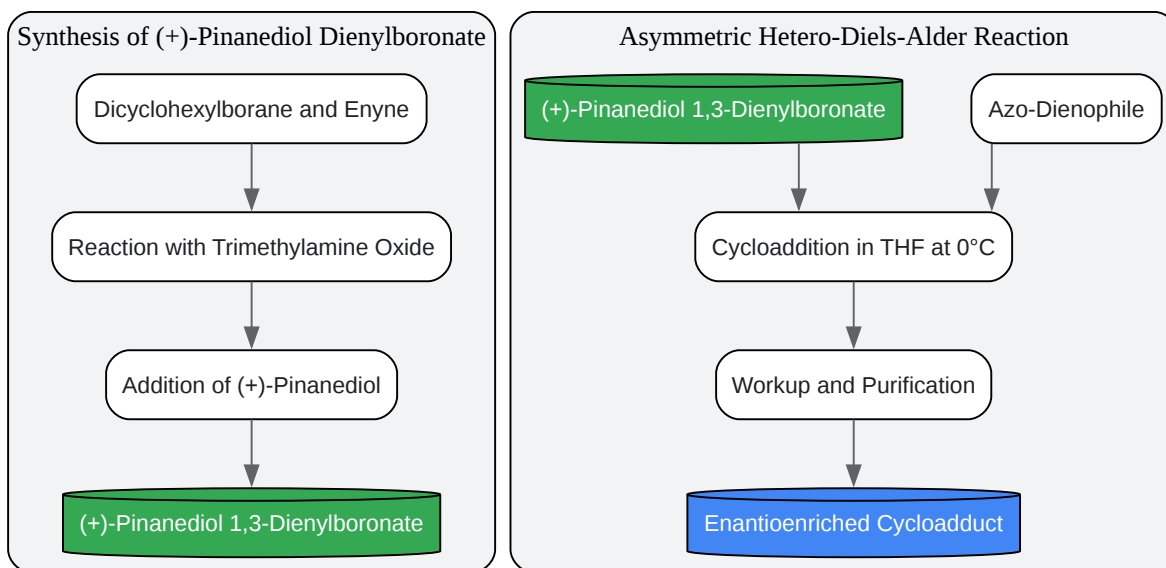 Synthesis of (+)-Pinanediol Dienylboronate
Dicyclohexylborane and Enyne
Reaction with Trimethylamine Oxide
Addition of (+)-Pinanediol
(+)-Pinanediol 1,3-Dienylboronate
Asymmetric Hetero-Diels-Alder Reaction
(+)-Pinanediol 1,3-Dienylboronate
Azo-Dienophile
Cycloaddition in THF at 0°C
Workup and Purification
Enantioenriched Cycloadduct